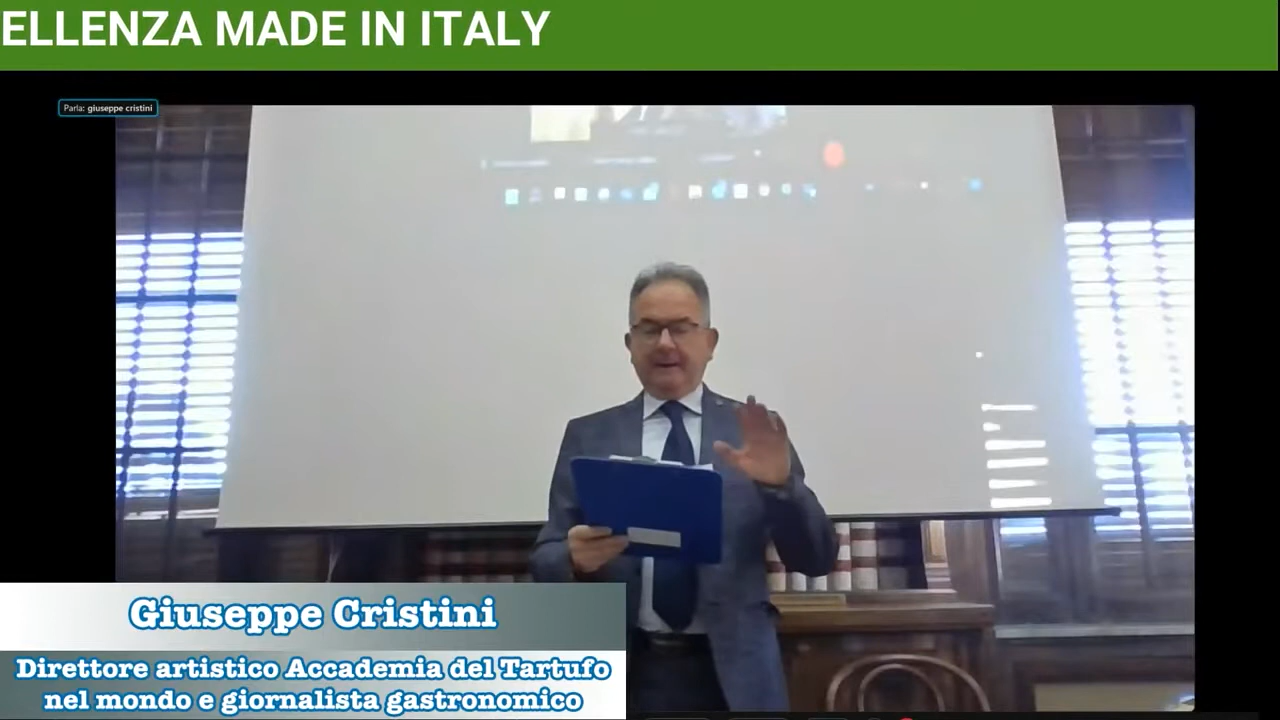 ELLENZA MADE IN ITALY
Parla: giuseppe cristini
Giuseppe Cristini
Direttore artistico Accademia del Tartufo
nel mondo e giornalista gastronomico